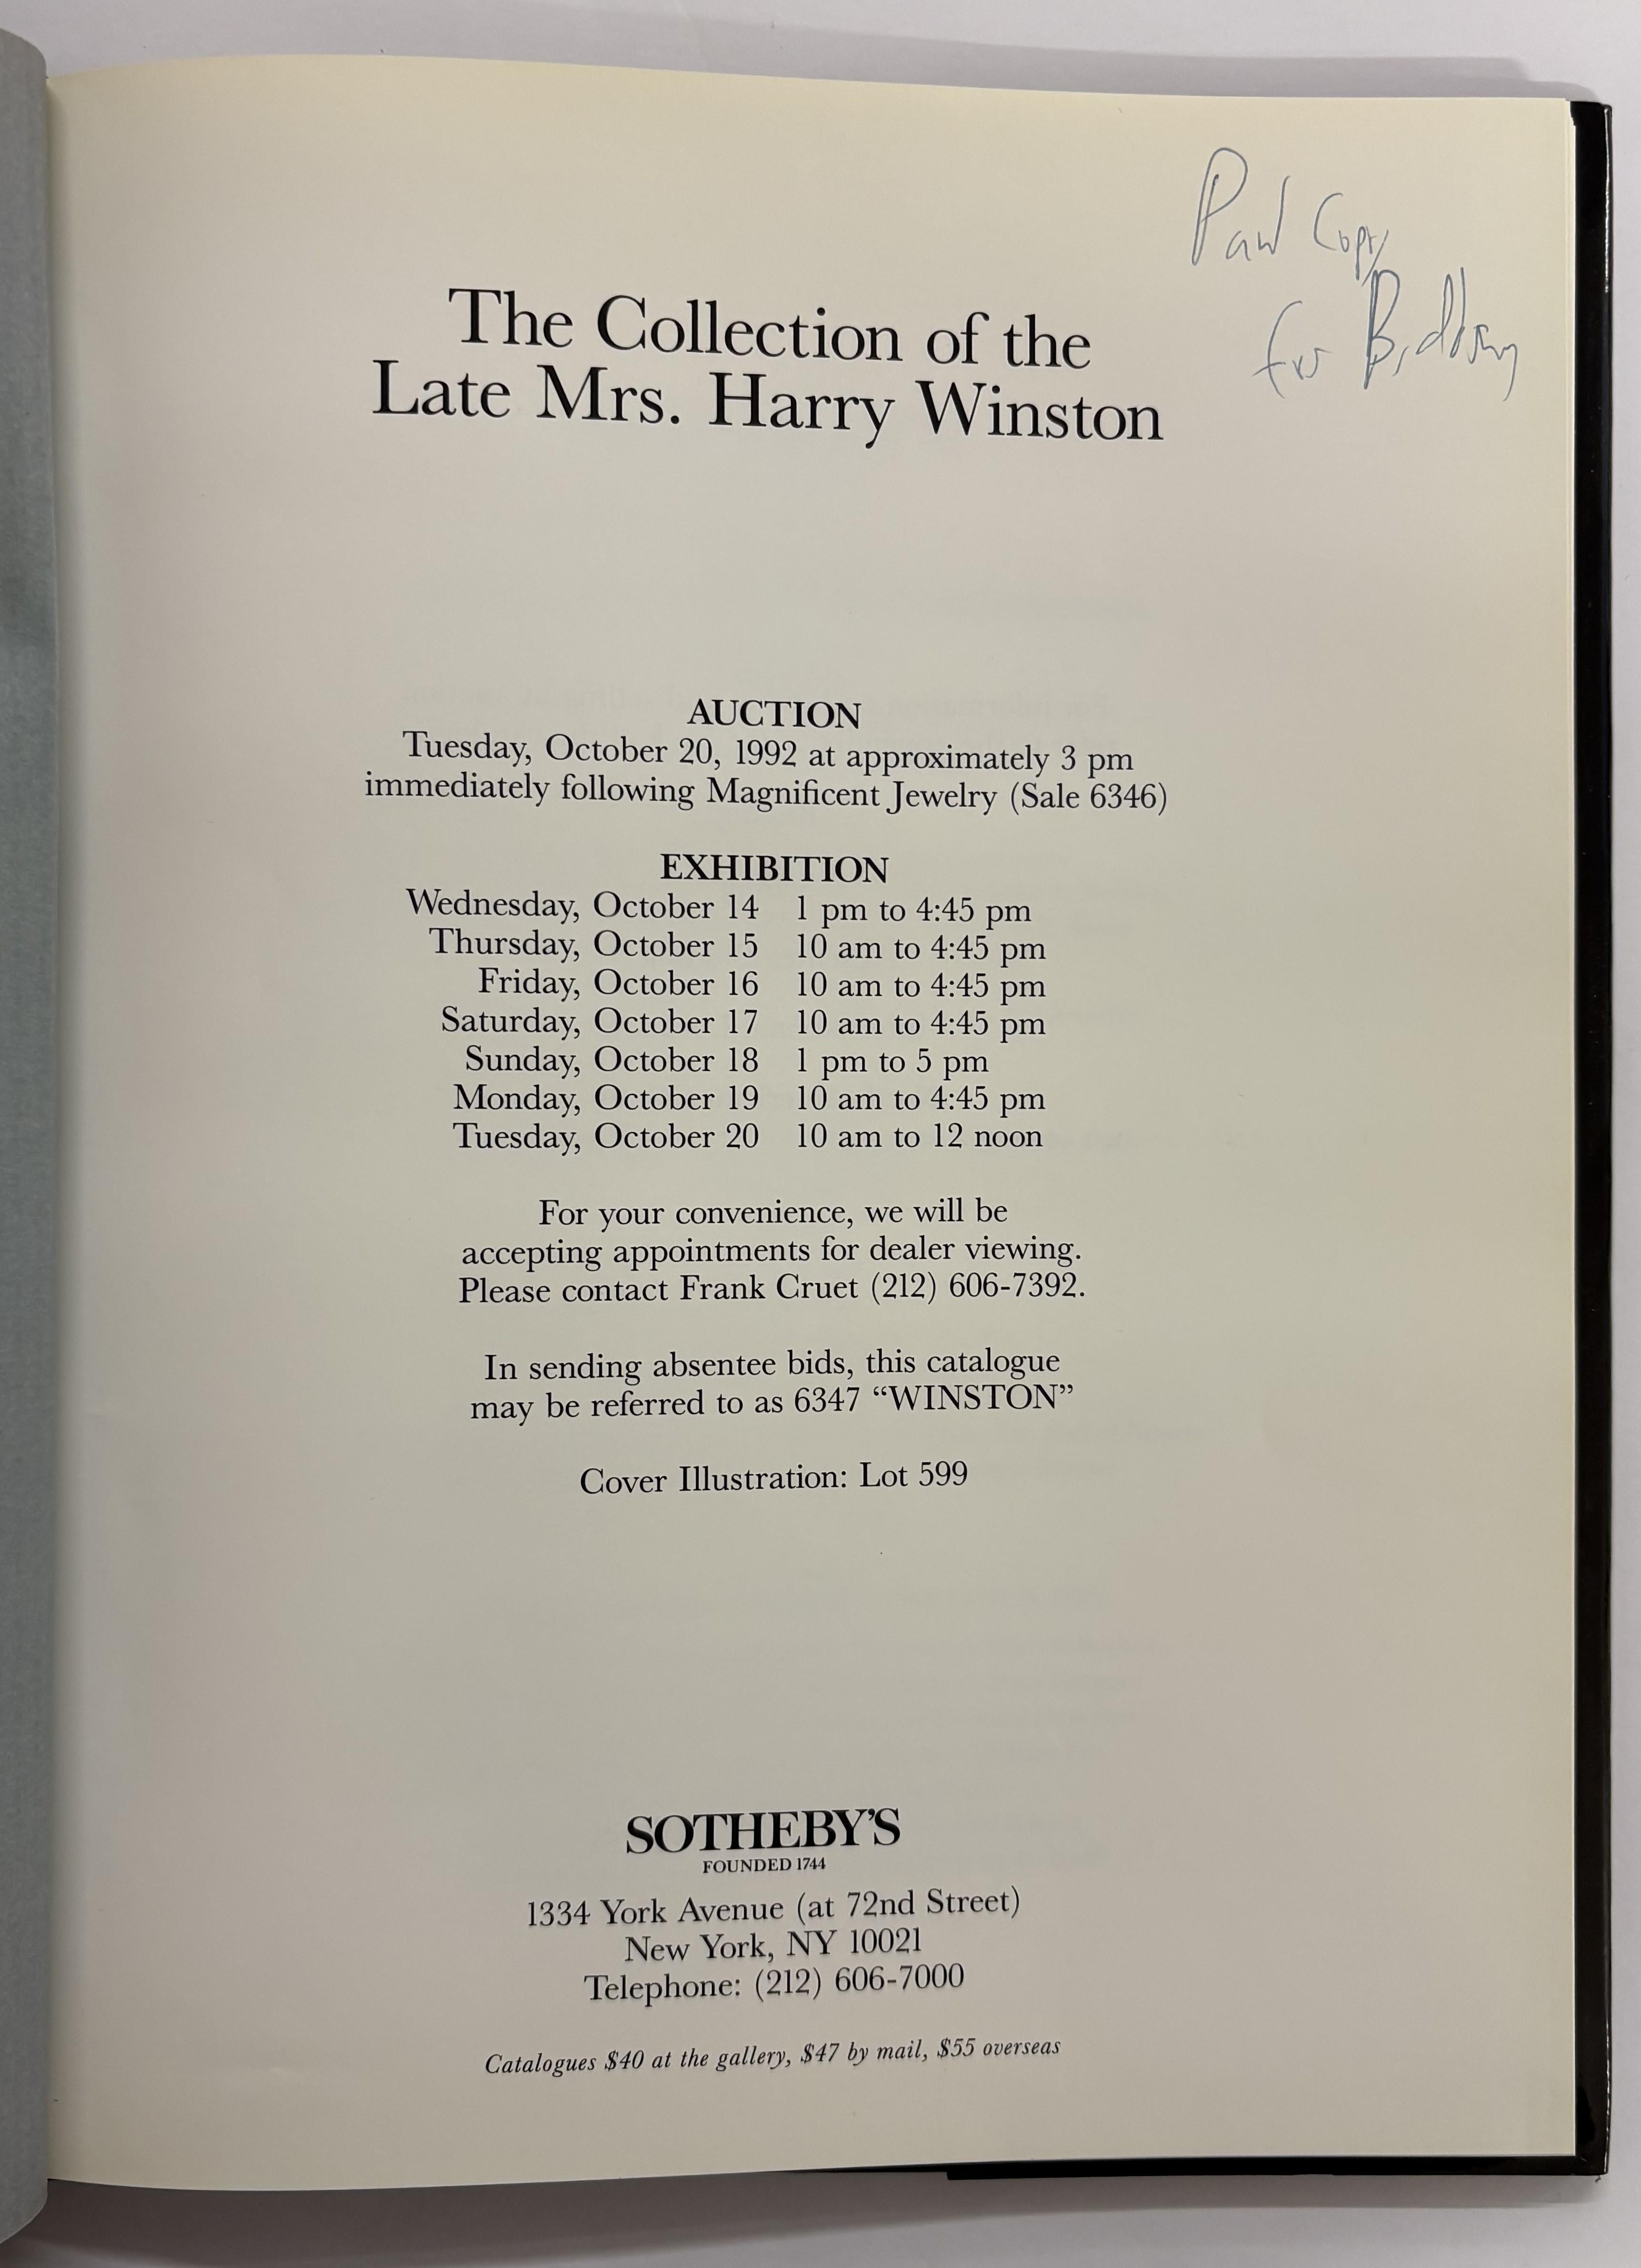 Paul Copy
for Bidding
The Collection of the
Late Mrs. Harry Winston
AUCTION
Tuesday, October 20, 1992 at approximately 3 pm
immediately following Magnificent Jewelry (Sale 6346)
EXHIBITION
Wednesday, October 14 1 pm to 4:45 pm
Thursday, October 15 10 am to 4:45 pm
Friday, October 16 10 am to 4:45 pm
Saturday, October 17 10 am to 4:45 pm
Sunday, October 18 1 pm to 5 pm
Monday, October 19 10 am to 4:45 pm
Tuesday, October 20 10 am to 12 noon
For your convenience, we will be
accepting appointments for dealer viewing.
Please contact Frank Cruet (212) 606-7392.
In sending absentee bids, this catalogue
may be referred to as 6347 “WINSTON”
Cover Illustration: Lot 599
SOTHEBY'S
FOUNDED 1744
1334 York Avenue (at 72nd Street)
New York, NY 10021
Telephone: (212) 606-7000
Catalogues $40 at the gallery, $47 by mail, $55 overseas